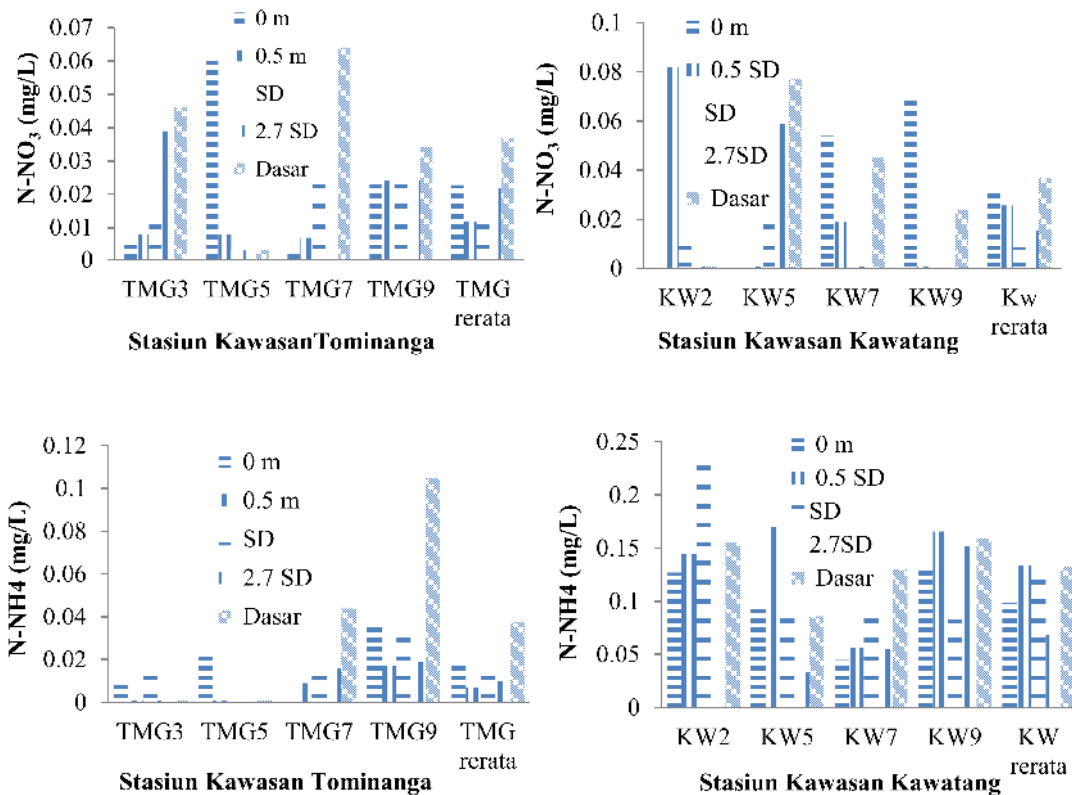 N-NO3 (mg/L)
0.07
0.06
0.05
0.04
0.03
0.02
0.01
0
0 m
0.5 m
SD
2.7 SD
Dasar
TMG3 TMG5 TMG7 TMG9 TMG
rerata
Stasiun KawasanTominanga
N-NO3 (mg/L)
0.1
0.08
0.06
0.04
0.02
0
0 m
0.5 SD
SD
2.7SD
Dasar
KW2 KW5 KW7 KW9 Kw
rerata
Stasiun Kawasan Kawatang
N-NH4 (mg/L)
0.12
0.1
0.08
0.06
0.04
0.02
0
0 m
0.5 m
SD
2.7 SD
Dasar
TMG3 TMG5 TMG7 TMG9 TMG
rerata
Stasiun Kawasan Tominanga
N-NH4 (mg/L)
0.25
0.2
0.15
0.1
0.05
0
0 m
0.5 SD
SD
2.7SD
Dasar
KW2 KW5 KW7 KW9 KW
rerata
Stasiun Kawasan Kawatang